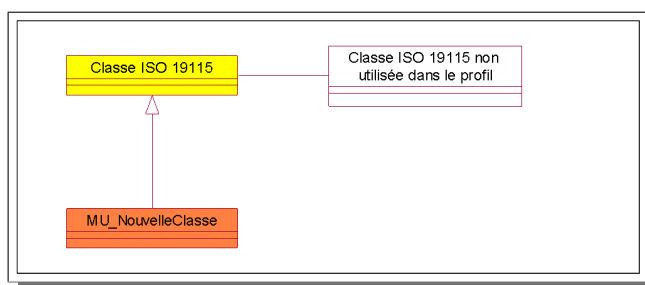 Classe ISO 19115
Classe ISO 19115 non
utilisée dans le profil
MU_NouvelleClasse